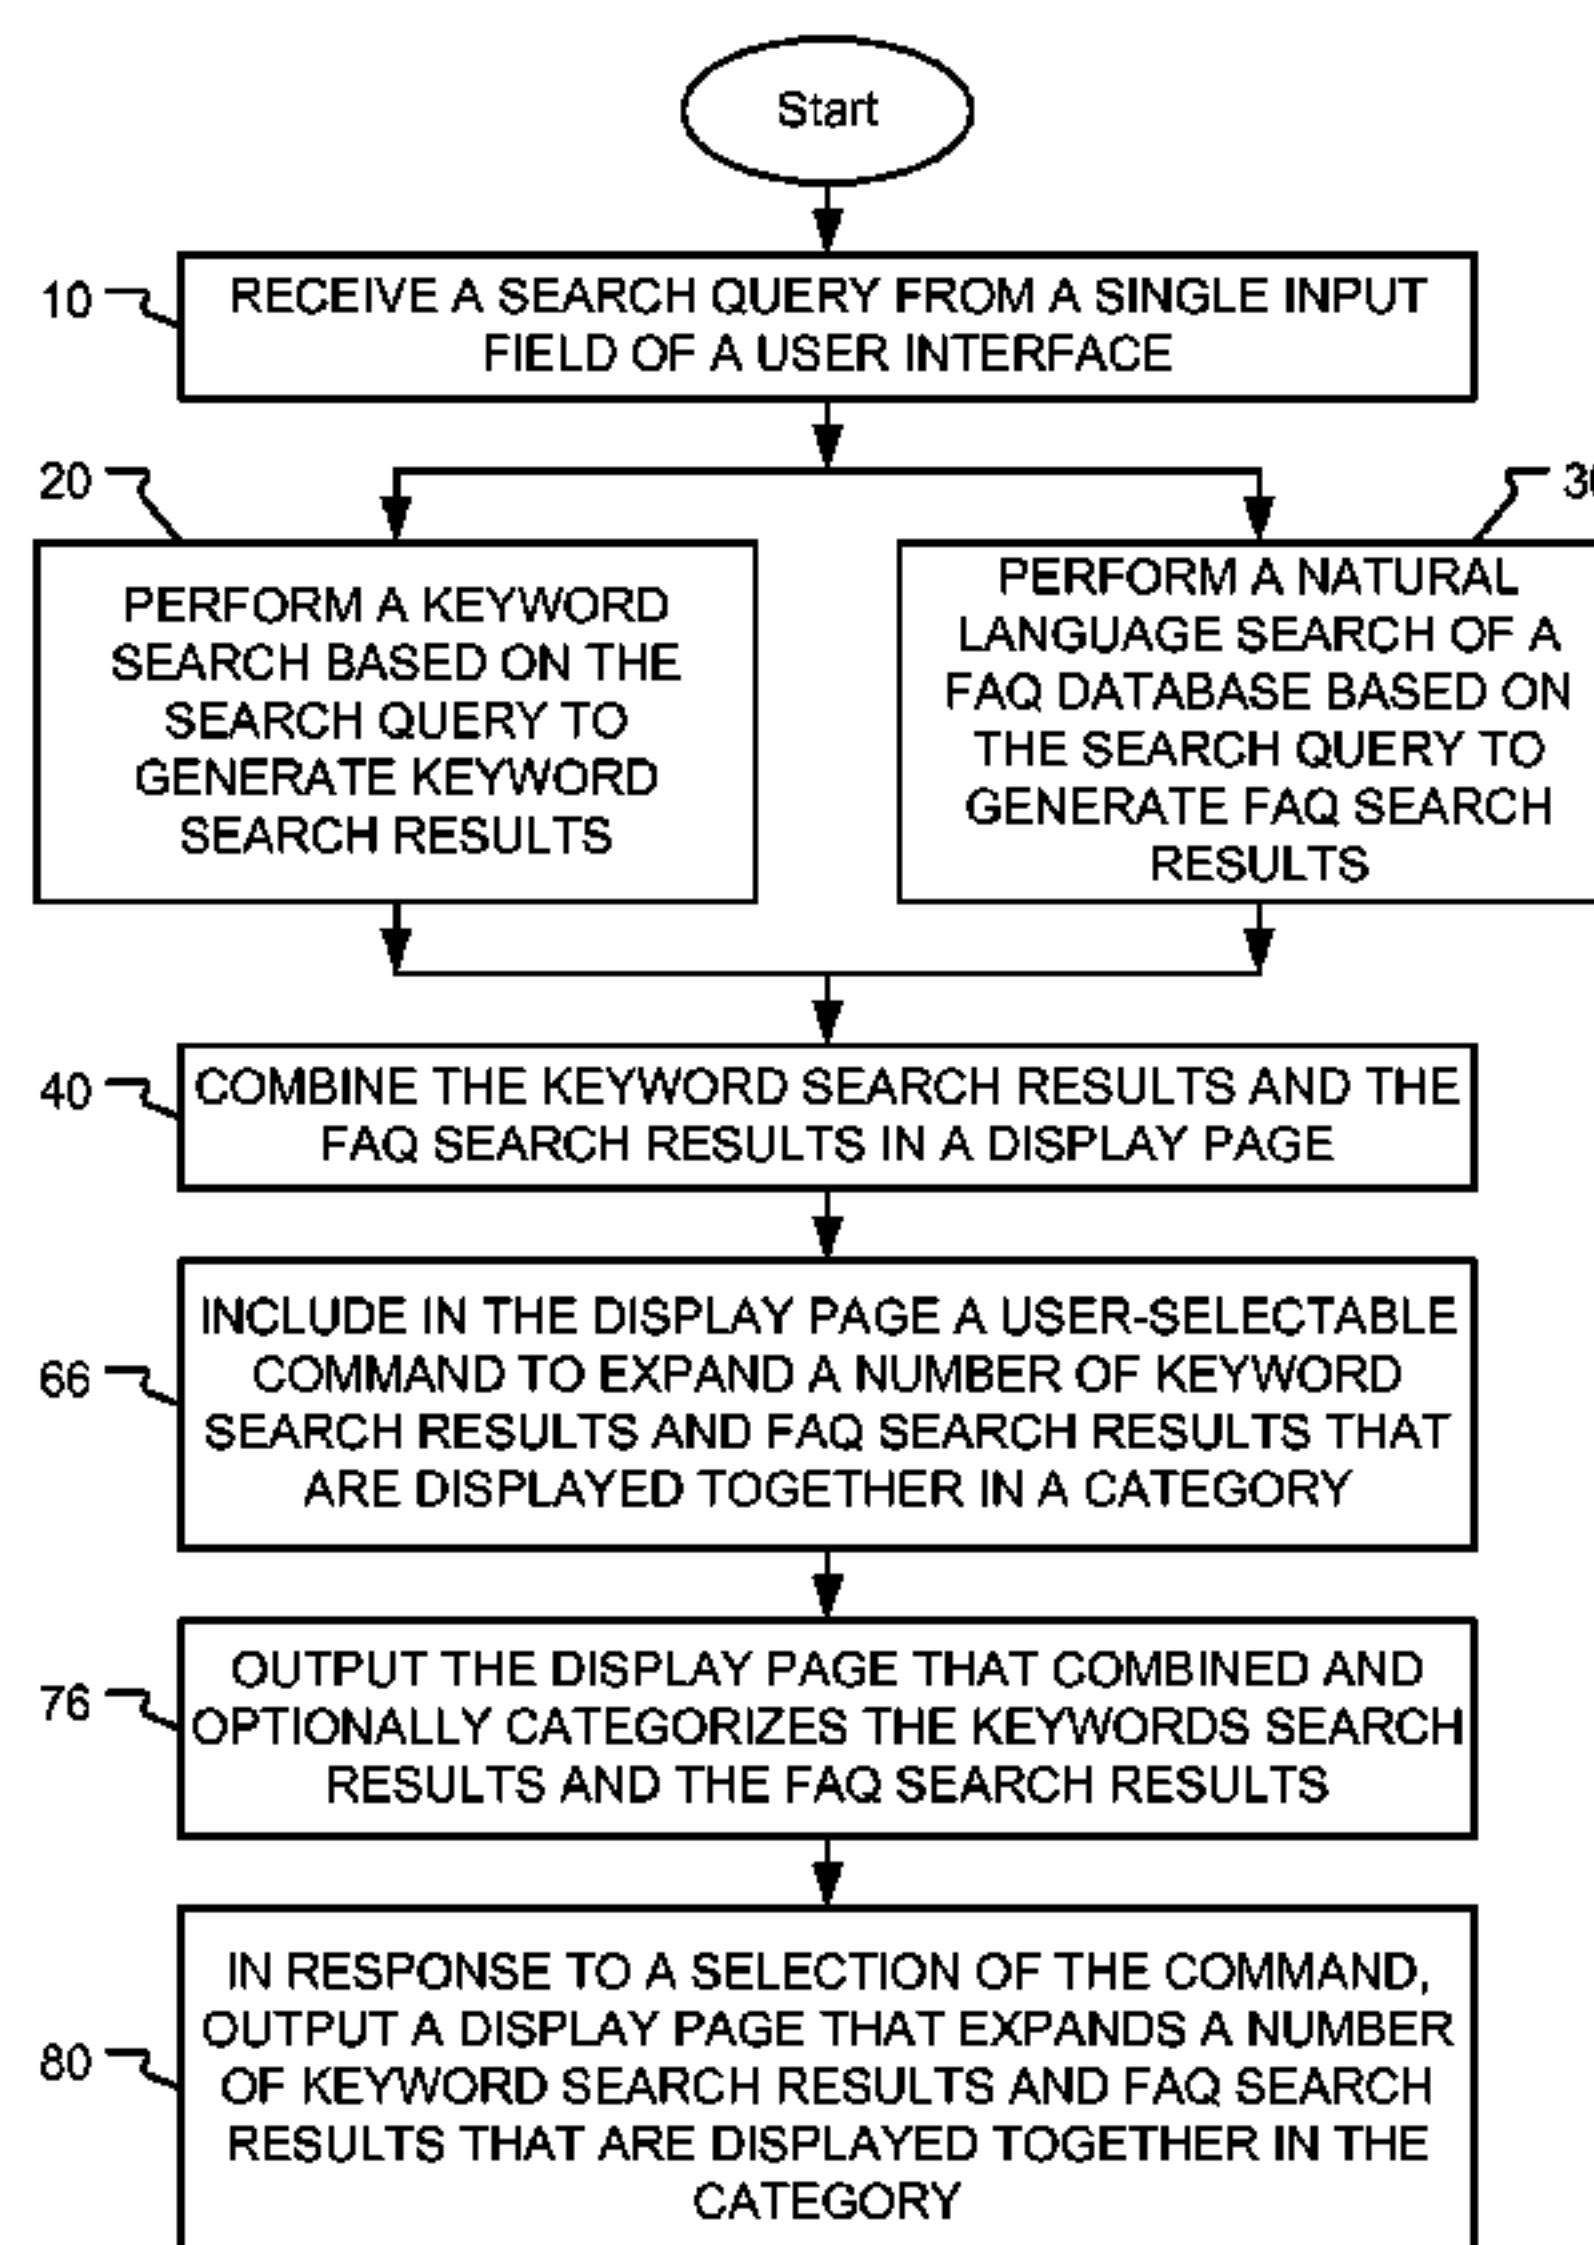 Start
10
RECEIVE A SEARCH QUERY FROM A SINGLE INPUT
FIELD OF A USER INTERFACE
20
PERFORM A KEYWORD
SEARCH BASED ON THE
SEARCH QUERY TO
GENERATE KEYWORD
SEARCH RESULTS
PERFORM A NATURAL
LANGUAGE SEARCH OF A
FAQ DATABASE BASED ON
THE SEARCH QUERY TO
GENERATE FAQ SEARCH
RESULTS
40
COMBINE THE KEYWORD SEARCH RESULTS AND THE
FAQ SEARCH RESULTS IN A DISPLAY PAGE
66
INCLUDE IN THE DISPLAY PAGE A USER-SELECTABLE
COMMAND TO EXPAND A NUMBER OF KEYWORD
SEARCH RESULTS AND FAQ SEARCH RESULTS THAT
ARE DISPLAYED TOGETHER IN A CATEGORY
76
OUTPUT THE DISPLAY PAGE THAT COMBINED AND
OPTIONALLY CATEGORIZES THE KEYWORDS SEARCH
RESULTS AND THE FAQ SEARCH RESULTS
80
IN RESPONSE TO A SELECTION OF THE COMMAND,
OUTPUT A DISPLAY PAGE THAT EXPANDS A NUMBER
OF KEYWORD SEARCH RESULTS AND FAQ SEARCH
RESULTS THAT ARE DISPLAYED TOGETHER IN THE
CATEGORY